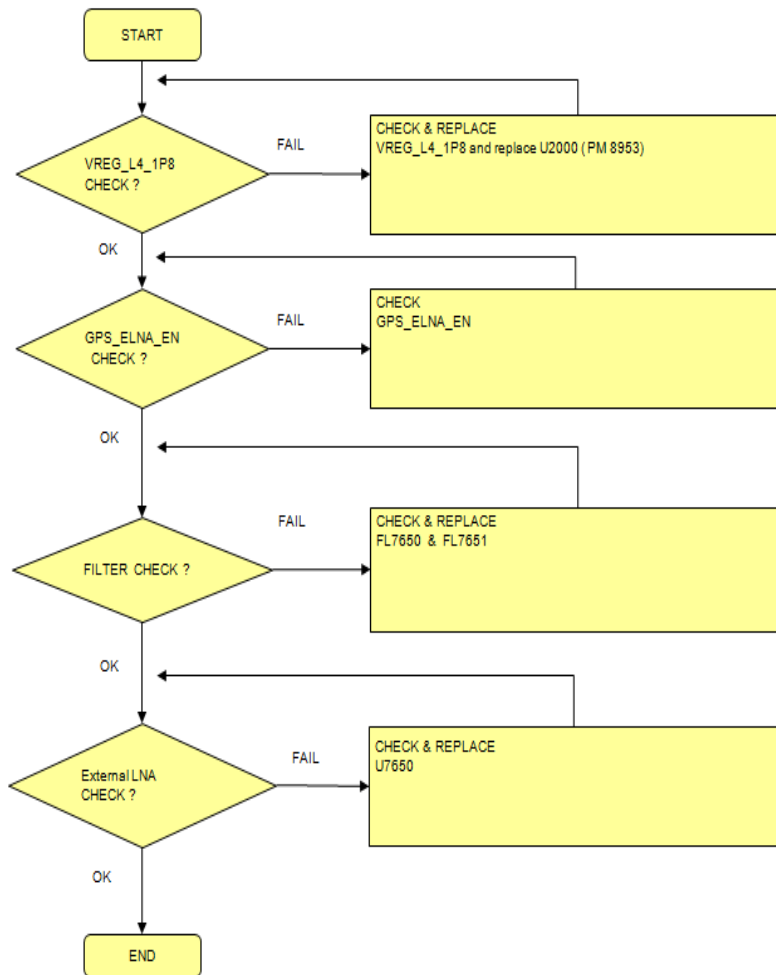 START
VREG_L4_1P8
CHECK ?
FAIL
CHECK & REPLACE
VREG_L4_1P8 and replace U2000 ( PM 8953)
OK
GPS_ELNA_EN
CHECK ?
FAIL
CHECK
GPS_ELNA_EN
OK
FILTER CHECK ?
FAIL
CHECK & REPLACE
FL7650 & FL7651
OK
External LNA
CHECK ?
FAIL
CHECK & REPLACE
U7650
OK
END